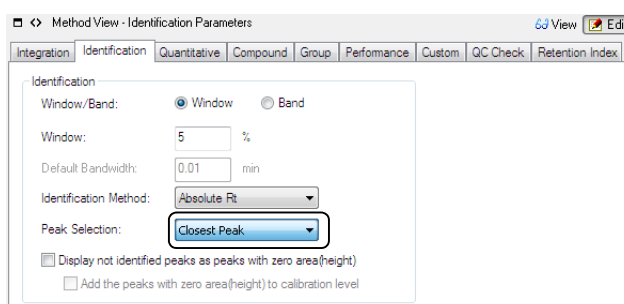 Method View - Identification Parameters View Edi
Integration Identification Quantitative Compound Group Performance Custom QC Check Retention Index
Identification
Window/Band: Window Band
Window: 5 %
Default Bandwidth: 0.01 min
Identification Method: Absolute Rt
Peak Selection: Closest Peak
Display not identified peaks as peaks with zero area(height)
Add the peaks with zero area(height) to calibration level